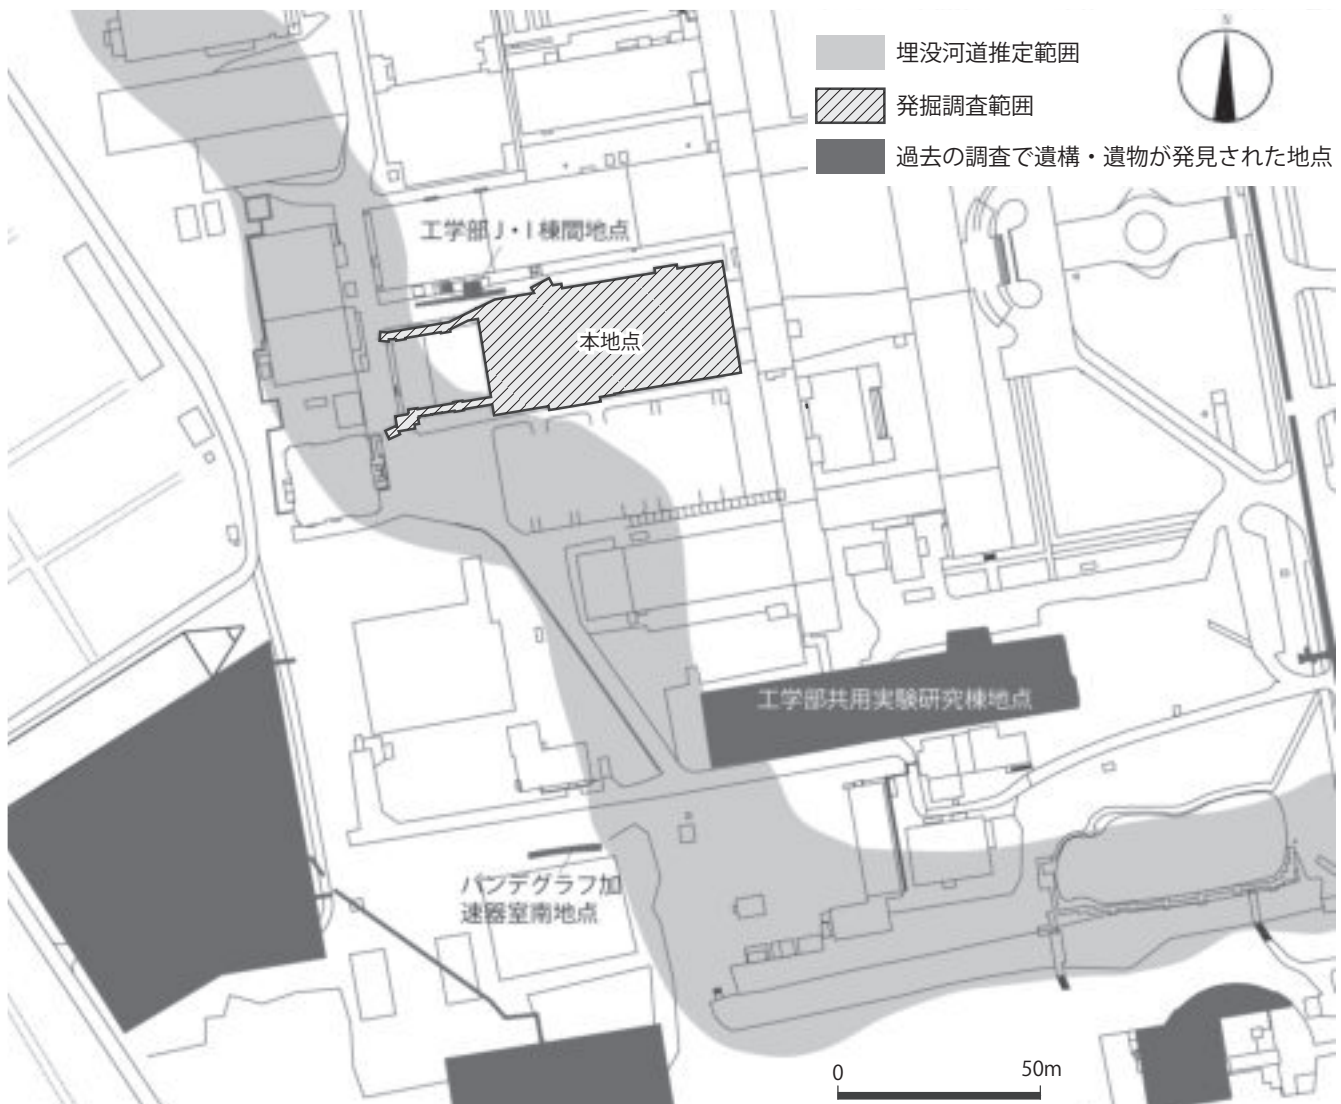 N
埋没河道推定範囲
発掘調査範囲
過去の調査で遺構・遺物が発見された地点
工学部J・I棟間地点
本地点
工学部共用実験研究棟地点
バンデグラフ加
速器室南地点
0
50m